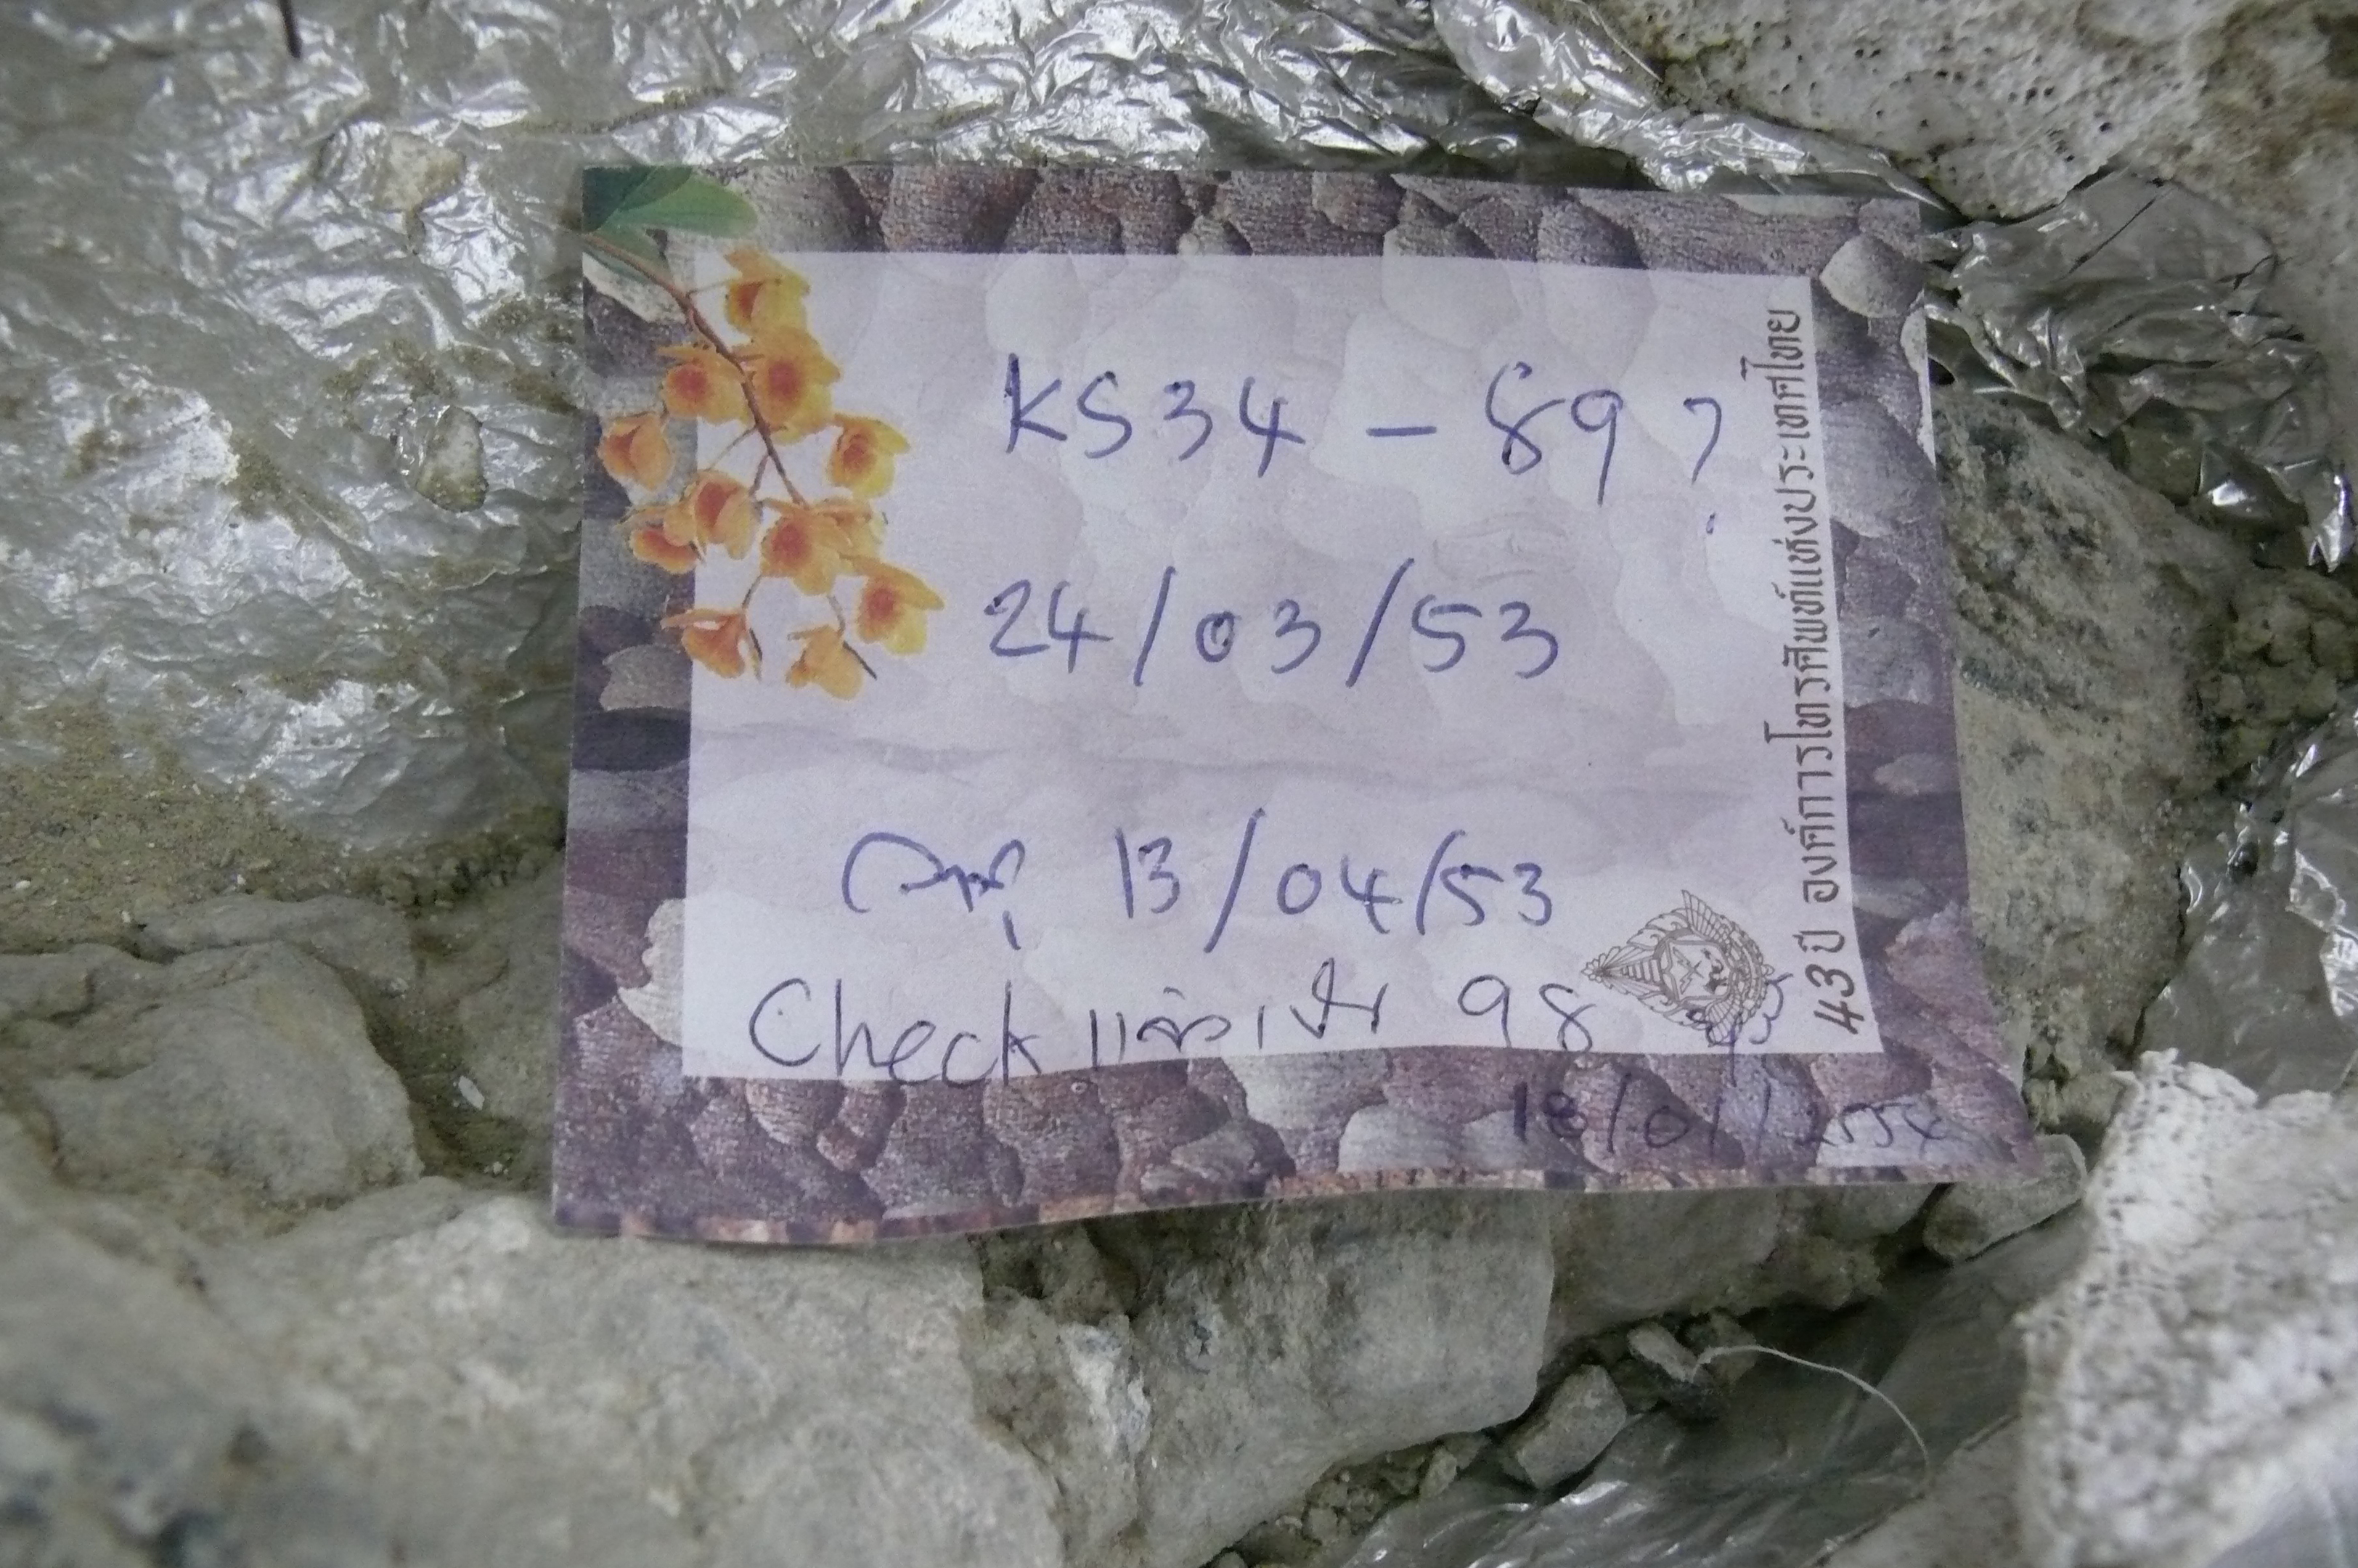 KS34 - 89 ?
24/03/53
13/04/53
Check แล้วเป็น 98
18/01/2554
43 ปี องค์การโทรศัพท์แห่งประเทศไทย